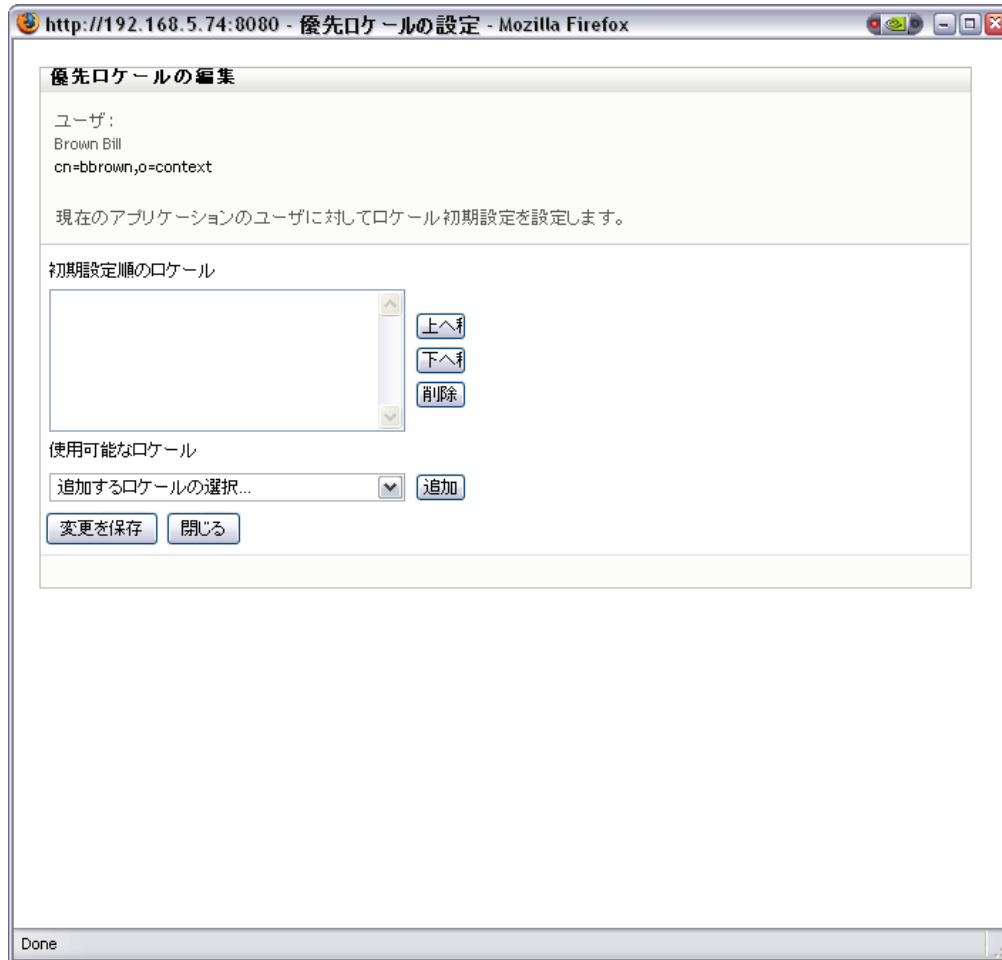 http://192.168.5.74:8080 - 優先ロケールの設定 - Mozilla Firefox
優先ロケールの編集
ユーザ :
Brown Bill
cn=bbrown,o=context
現在のアプリケーションのユーザに対してロケール初期設定を設定します。
初期設定順のロケール
上へ
下へ
削除
使用可能なロケール
追加するロケールの選択...
追加
変更を保存
閉じる
Done